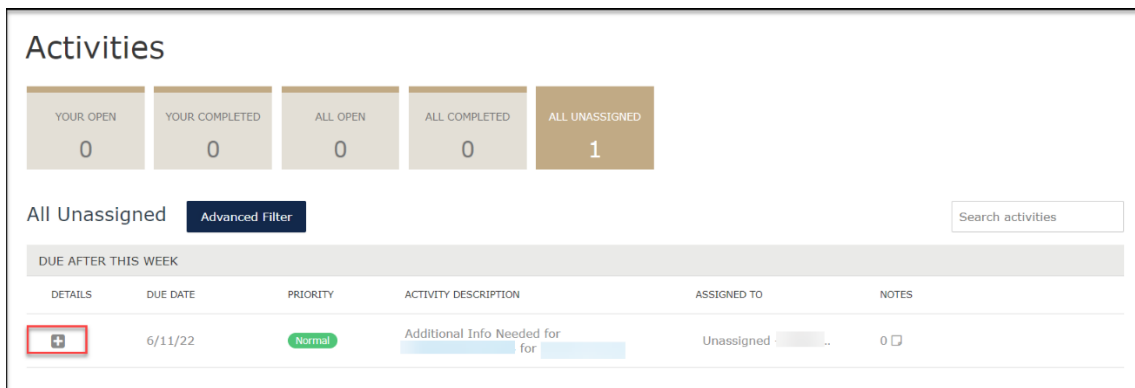 Activities
YOUR OPEN
0
YOUR COMPLETED
0
ALL OPEN
0
ALL COMPLETED
0
ALL UNASSIGNED
1
All Unassigned
Advanced Filter
Search activities
DUE AFTER THIS WEEK
DETAILS DUE DATE PRIORITY ACTIVITY DESCRIPTION ASSIGNED TO NOTES
6/11/22 Normal Additional Info Needed for
for
Unassigned - .. 0